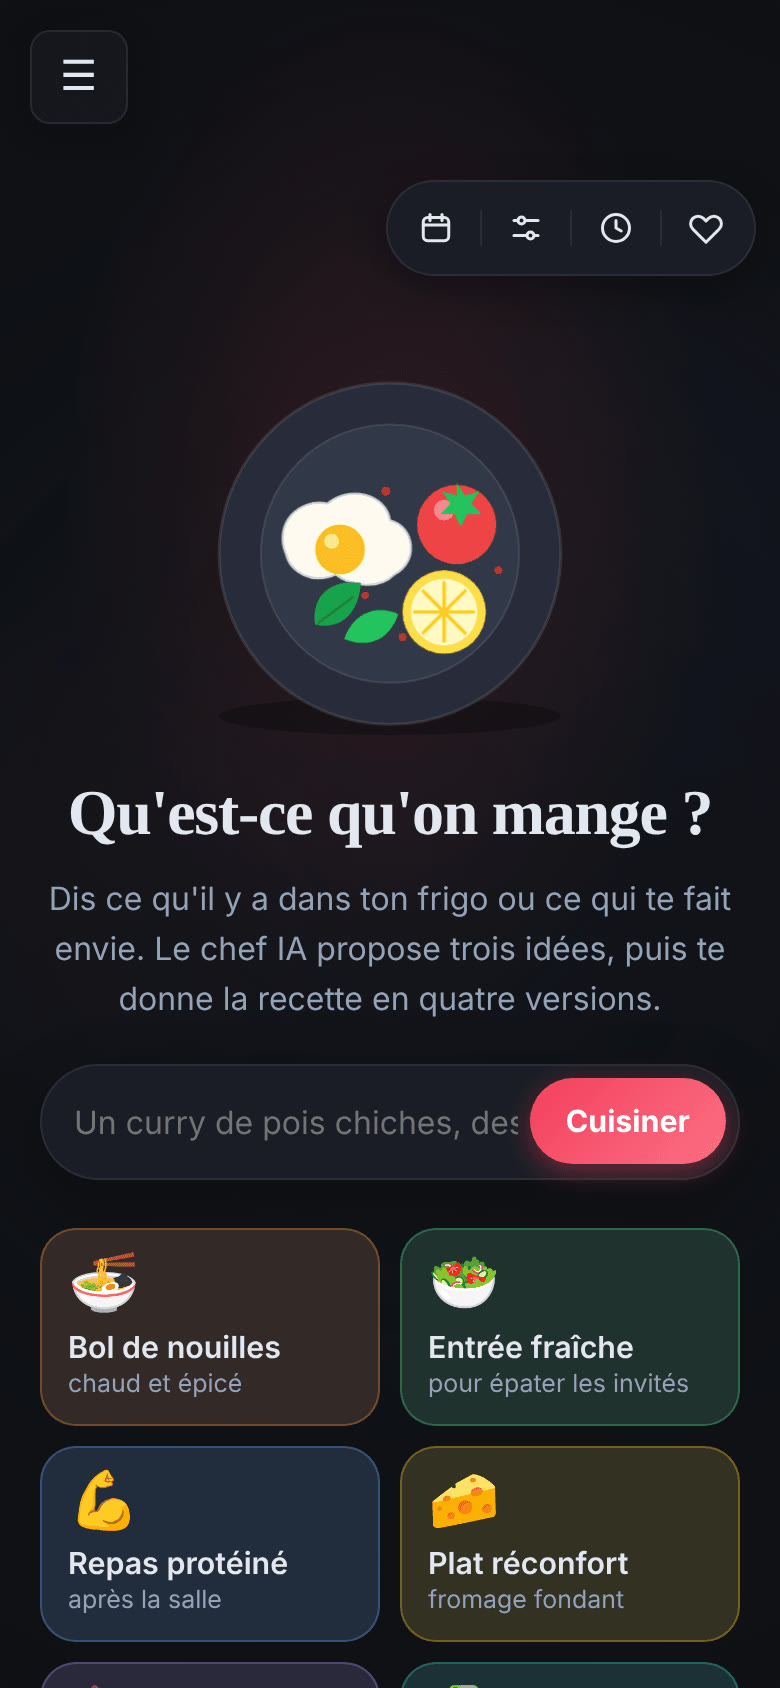 Qu'est-ce qu'on mange ?
Dis ce qu'il y a dans ton frigo ou ce qui te fait
envie. Le chef IA propose trois idées, puis te
donne la recette en quatre versions.
Un curry de pois chiches, des
Cuisiner
Bol de nouilles
chaud et épicé
Entrée fraîche
pour épater les invités
Repas protéiné
après la salle
Plat réconfort
fromage fondant